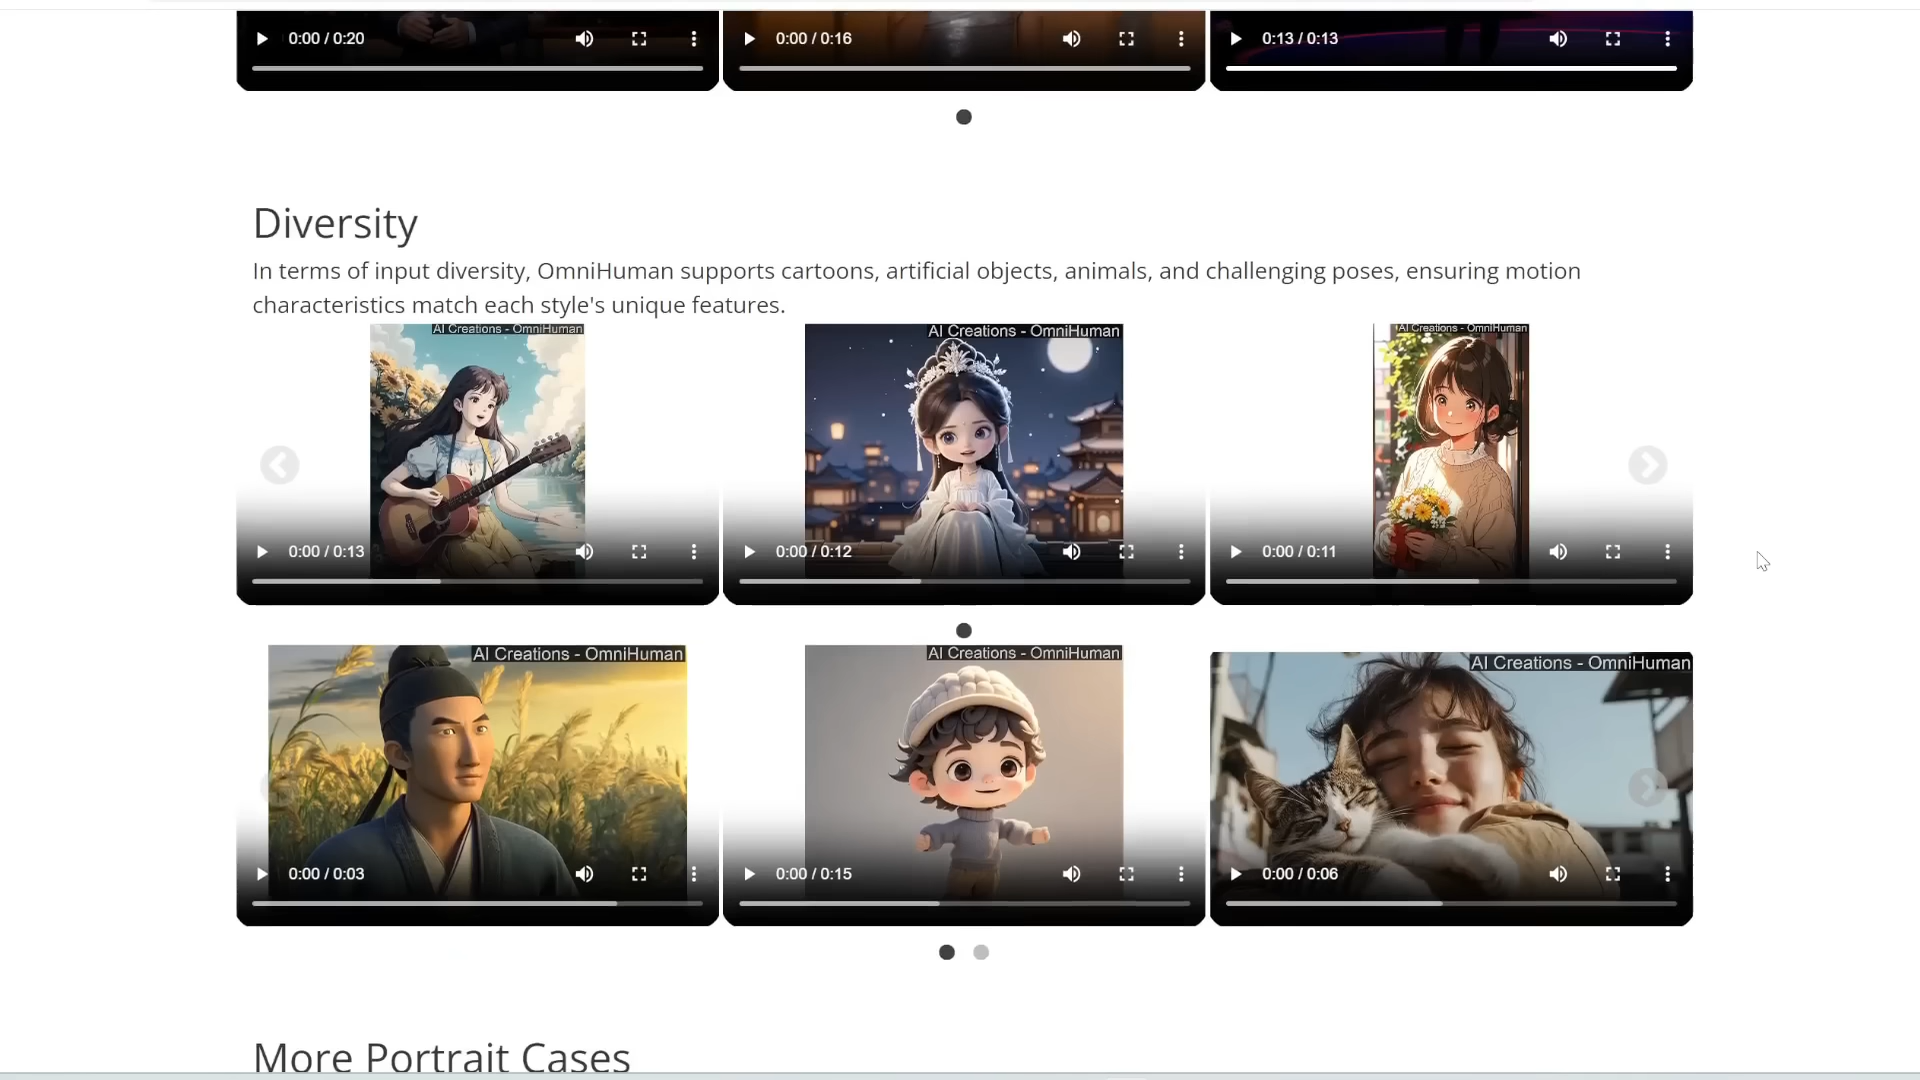 0:00 / 0:20
0:00 / 0:16
0:13 / 0:13
Diversity
In terms of input diversity, OmniHuman supports cartoons, artificial objects, animals, and challenging poses, ensuring motion
characteristics match each style's unique features.
AI Creations - OmniHuman
AI Creations - OmniHuman
AI Creations - OmniHuman
0:00 / 0:13
0:00 / 0:12
0:00 / 0:11
AI Creations - OmniHuman
AI Creations - OmniHuman
AI Creations - OmniHuman
0:00 / 0:03
0:00 / 0:15
0:00 / 0:06
More Portrait Cases